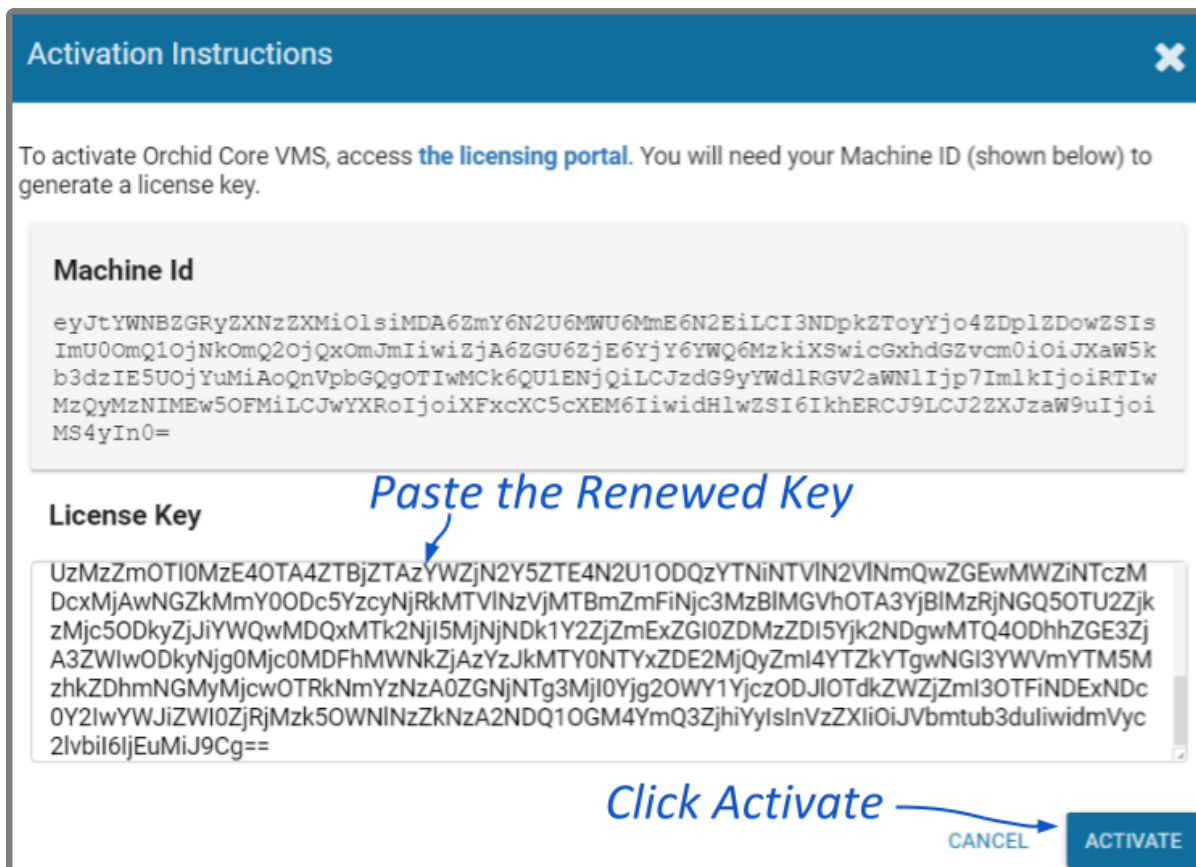 Activation Instructions
To activate Orchid Core VMS, access the licensing portal. You will need your Machine ID (shown below) to
generate a license key.
Machine Id
eyJtYWNBZGRyZXNzZXMiOlsiMDA6ZmY6N2U6MWU6MmE6N2EiLCI3NDpkZToyYjo4ZDplZDowZSIs
ImU0OmQ1OjNkOmQ2OjQxOmJmIiwiZjA6ZGU6ZjE6YjY6YWQ6MzkiXSwicGxhdGZvcm0iOiJXaW5k
b3dzIE5UOjYuMiAoQnVpbGQgOTIwMCk6QU1ENjQiLCJzdG9yYWdlRGV2aWNlIjp7ImlkIjoiRTIw
MzQyMzNIMEw5OFMiLCJwYXRoIjoiXFxcXC5cXEM6IiwidHlwZSI6IkhERCJ9LCJ2ZXJzaW9uIjoi
MS4yIn0=
Paste the Renewed Key
License Key
UzMzZmOTI0MzE4OTA4ZTBjZTAzYWZjN2Y5ZTE4N2U1ODQzYTNiNTVlN2VlNmQwZGEwMWZiNTczM
DcxMjAwNGZkMmY0ODc5YzcyNjRkMTVlNzVjMTBmZmFiNjc3MzBlMGVhOTA3YjBlMzRjNGQ5OTU2Zjk
zMjc5ODkyZjJiYWQwMDQxMTk2NjI5MjNjNDk1Y2ZjZmExZGI0ZDMzZDI5Yjk2NDgwMTQ4ODhhZGE3Zj
A3ZWIwODkyNjg0Mjc0MDFhMWNkZjAzYzJkMTY0NTYxZDE2MjQyZmI4YTZkYTgwNGI3YWVmYTM5M
zhkZDhmNGMyMjcwOTRkNmYzNzA0ZGNjNTg3MjI0Yjg2OWY1YjczODJlOTdkZWZjZmI3OTFiNDExNDc
0Y2IwYWJiZWI0ZjRjMzk5OWNlNzZkNzA2NDQ1OGM4YmQ3ZjhiYyIsInVzZXIiOiJVbmtub3duIiwidmVyc
2lvbiI6IjEuMiJ9Cg==
Click Activate
CANCEL
ACTIVATE